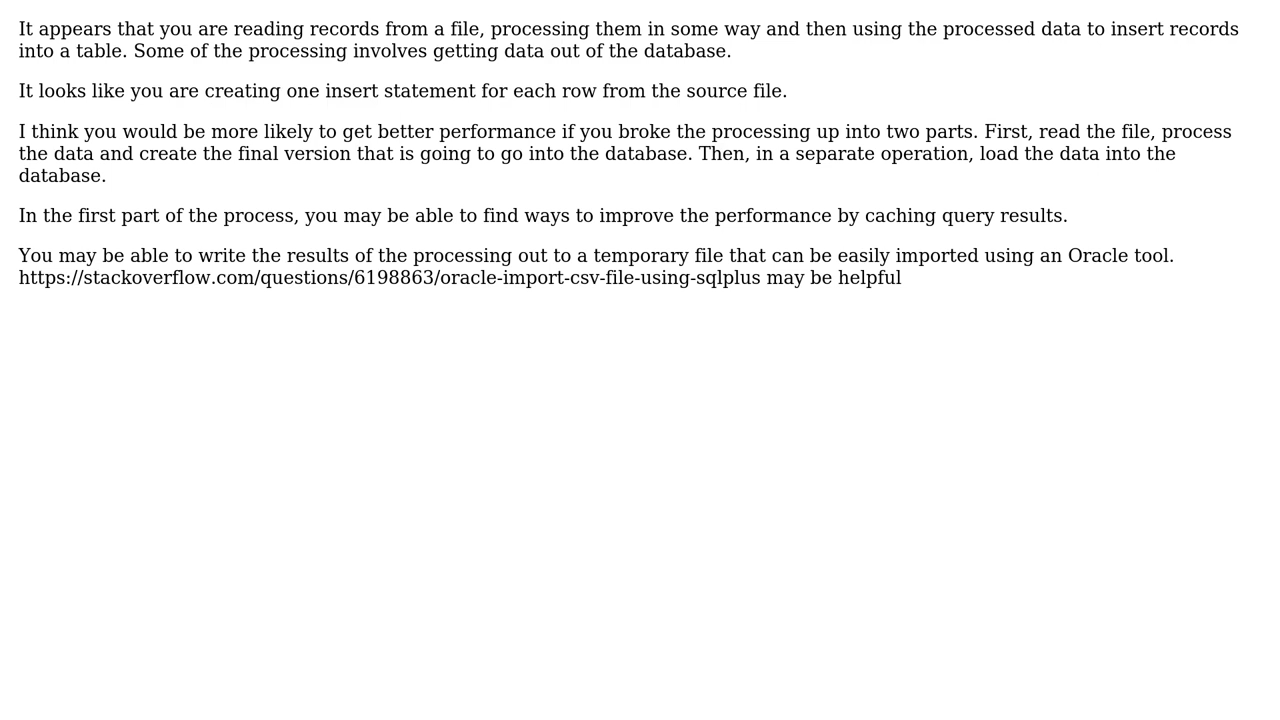 It appears that you are reading records from a file, processing them in some way and then using the processed data to insert records
into a table. Some of the processing involves getting data out of the database.
It looks like you are creating one insert statement for each row from the source file.
I think you would be more likely to get better performance if you broke the processing up into two parts. First, read the file, process
the data and create the final version that is going to go into the database. Then, in a separate operation, load the data into the
database.
In the first part of the process, you may be able to find ways to improve the performance by caching query results.
You may be able to write the results of the processing out to a temporary file that can be easily imported using an Oracle tool.
https://stackoverflow.com/questions/6198863/oracle-import-csv-file-using-sqlplus may be helpful